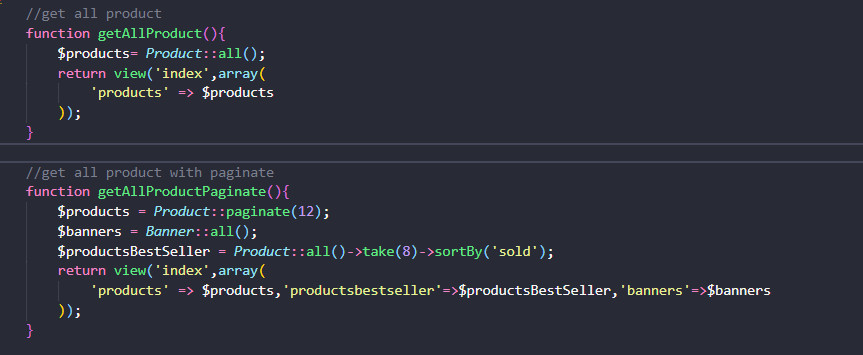 //get all product
function getAllProduct(){
$products= Product::all();
return view('index',array(
'products' => $products
));
}
//get all product with paginate
function getAllProductPaginate(){
$products = Product::paginate(12);
$banners = Banner::all();
$productsBestSeller = Product::all()->take(8)->sortBy('sold');
return view('index',array(
'products' => $products,'productsbestseller'=>$productsBestSeller,'banners'=>$banners
));
}